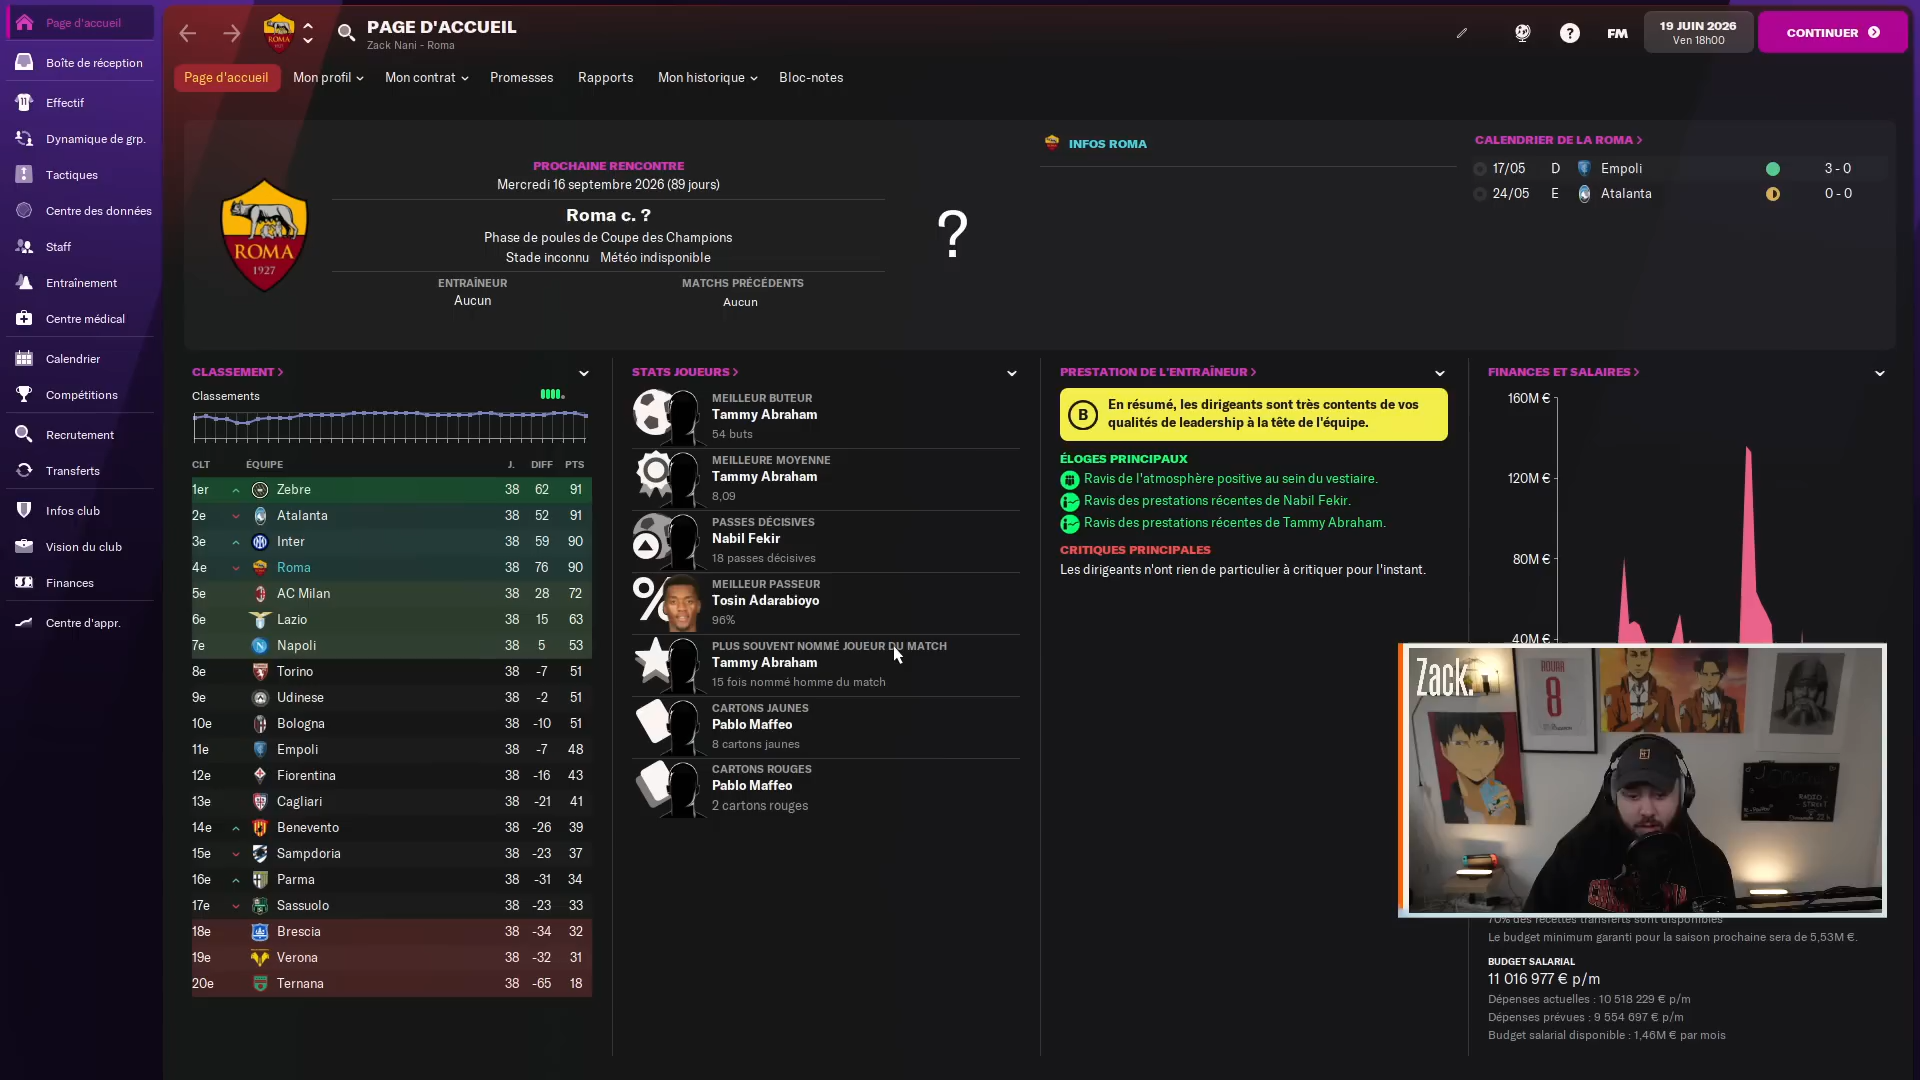 Page d'accueil
Boîte de réception
Effectif
Dynamique de grp.
Tactiques
Centre des données
Staff
Entraînement
Centre médical
Calendrier
Compétitions
Recrutement
Transferts
Infos club
Vision du club
Finances
Centre d'appr.
PAGE D'ACCUEIL
Zack Nani - Roma
FM
19 JUIN 2026
Ven 18h00
CONTINUER
Page d'accueil
Mon profil
Mon contrat
Promesses
Rapports
Mon historique
Bloc-notes
ROMA
1927
PROCHAINE RENCONTRE
Mercredi 16 septembre 2026 (89 jours)
Roma c. ?
Phase de poules de Coupe des Champions
Stade inconnu Météo indisponible
ENTRAÎNEUR
Aucun
MATCHS PRÉCÉDENTS
Aucun
?
INFOS ROMA
CALENDRIER DE LA ROMA
17/05 D Empoli 3 - 0
24/05 E Atalanta 0 - 0
CLASSEMENT
Classements
CLT ÉQUIPE J. DIFF PTS
1er Zebre 38 62 91
2e Atalanta 38 52 91
3e Inter 38 59 90
4e Roma 38 76 90
5e AC Milan 38 28 72
6e Lazio 38 15 63
7e Napoli 38 5 53
8e Torino 38 -7 51
9e Udinese 38 -2 51
10e Bologna 38 -10 51
11e Empoli 38 -7 48
12e Fiorentina 38 -16 43
13e Cagliari 38 -21 41
14e Benevento 38 -26 39
15e Sampdoria 38 -23 37
16e Parma 38 -31 34
17e Sassuolo 38 -23 33
18e Brescia 38 -34 32
19e Verona 38 -32 31
20e Ternana 38 -65 18
STATS JOUEURS
MEILLEUR BUTEUR
Tammy Abraham
54 buts
MEILLEURE MOYENNE
Tammy Abraham
8,09
PASSES DÉCISIVES
Nabil Fekir
18 passes décisives
%
MEILLEUR PASSEUR
Tosin Adarabioyo
96%
PLUS SOUVENT NOMMÉ JOUEUR DU MATCH
Tammy Abraham
15 fois nommé homme du match
CARTONS JAUNES
Pablo Maffeo
8 cartons jaunes
CARTONS ROUGES
Pablo Maffeo
2 cartons rouges
PRESTATION DE L'ENTRAÎNEUR
B
En résumé, les dirigeants sont très contents de vos
qualités de leadership à la tête de l'équipe.
ÉLOGES PRINCIPAUX
Ravis de l'atmosphère positive au sein du vestiaire.
Ravis des prestations récentes de Nabil Fekir.
Ravis des prestations récentes de Tammy Abraham.
CRITIQUES PRINCIPALES
Les dirigeants n'ont rien de particulier à critiquer pour l'instant.
FINANCES ET SALAIRES
160M €
120M €
80M €
40M €
Zack.
8
70% des recettes transferts sont disponibles
Le budget minimum garanti pour la saison prochaine sera de 5,53M €.
BUDGET SALARIAL
11 016 977 € p/m
Dépenses actuelles : 10 518 229 € p/m
Dépenses prévues : 9 554 697 € p/m
Budget salarial disponible : 1,46M € par mois